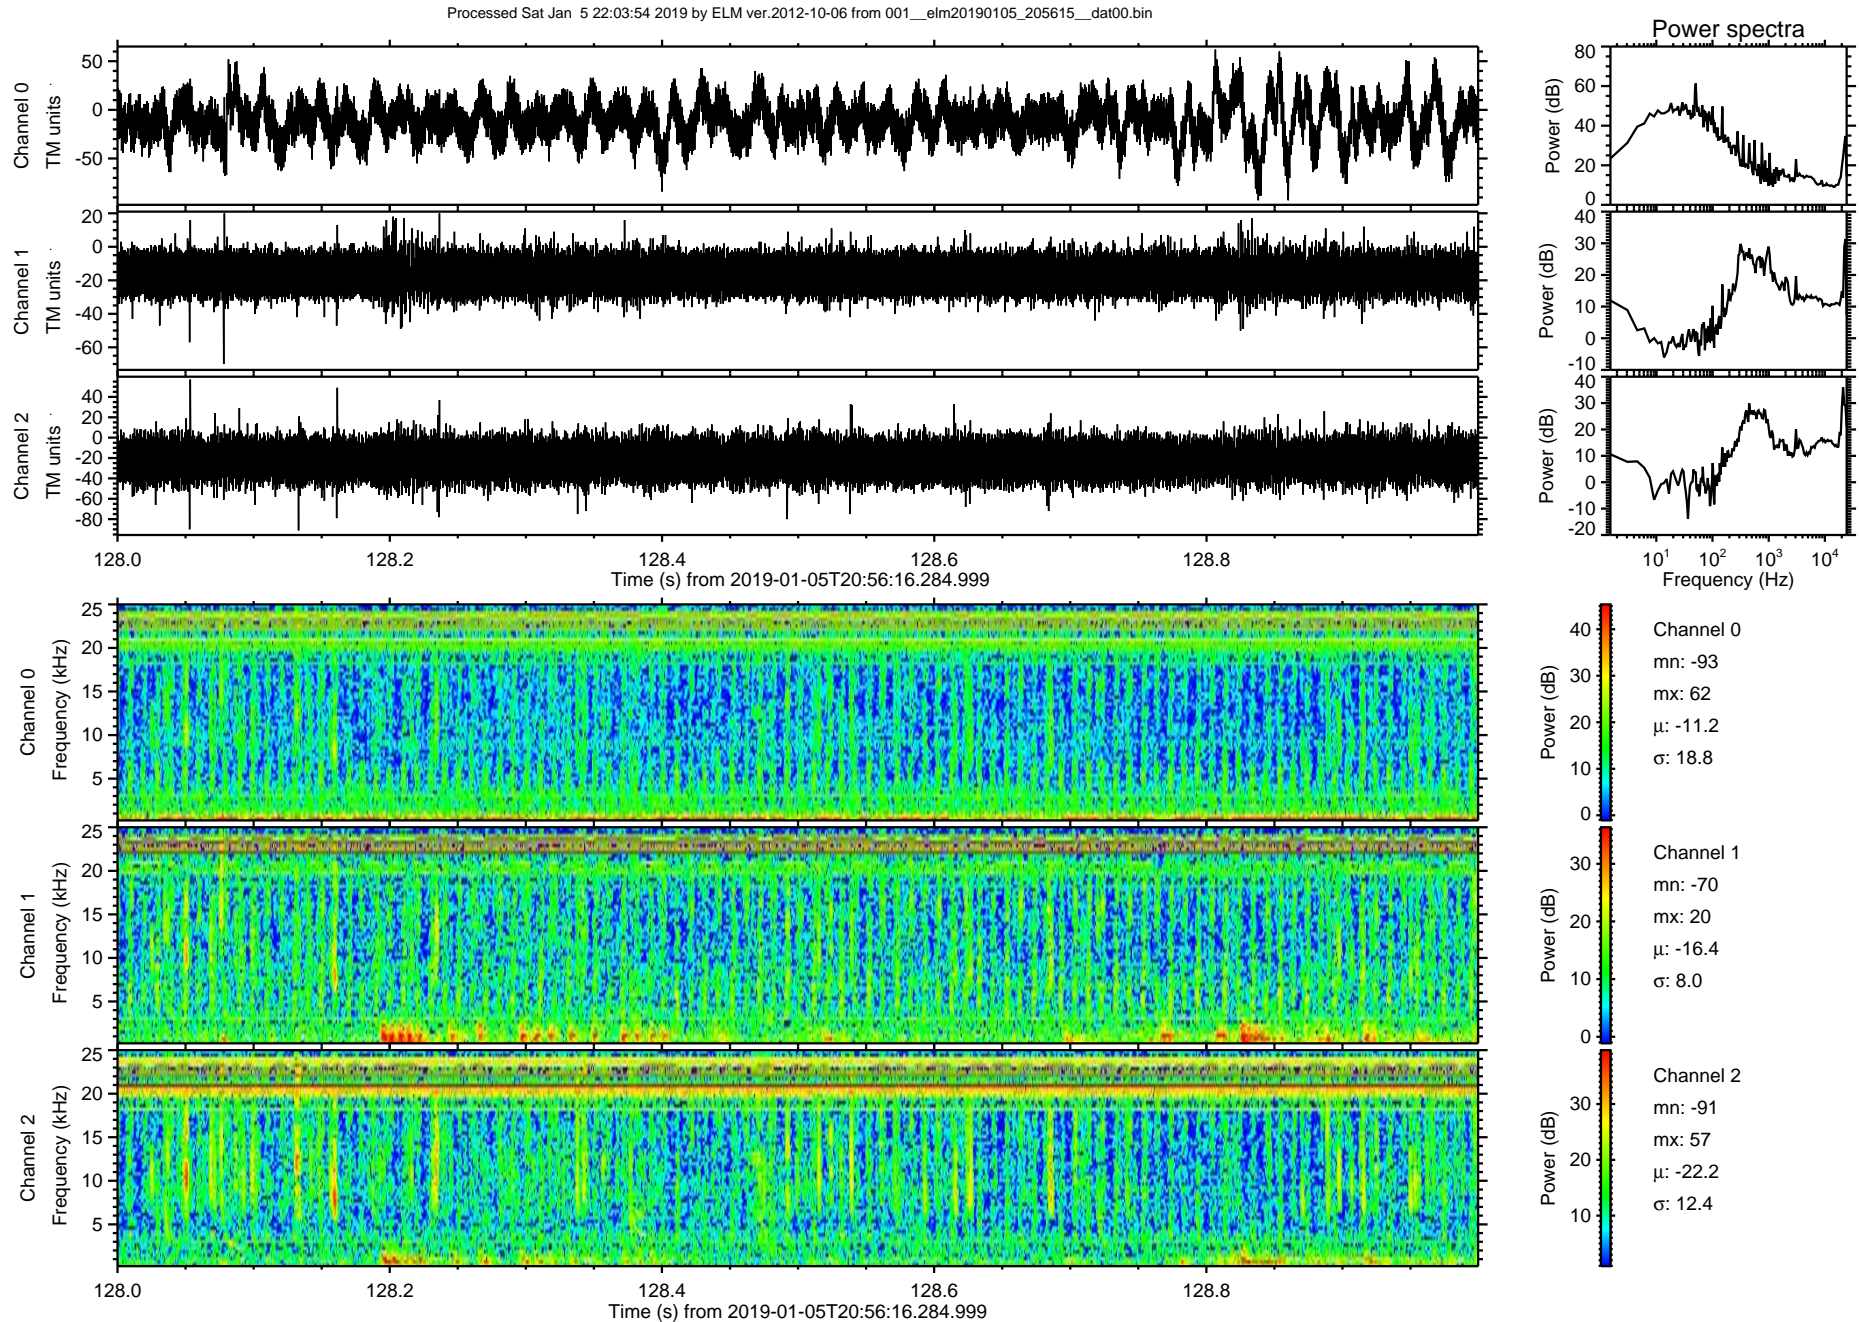 Processed Sat Jan  5 22:03:54 2019 by ELM ver.2012-10-06 from 001__elm20190105_205615__dat00.bin
Power spectra
Channel 0
TM units
50
0
-50
Power (dB)
80
60
40
20
0
Channel 1
TM units
20
0
-20
-40
-60
Power (dB)
40
30
20
10
0
-10
Channel 2
TM units
40
20
0
-20
-40
-60
-80
Power (dB)
40
30
20
10
0
-10
-20
128.0 128.2 128.4 128.6 128.8
Time (s) from 2019-01-05T20:56:16.284.999
10¹ 10² 10³ 10⁴
Frequency (Hz)
Channel 0
Frequency (kHz)
25
20
15
10
5
Power (dB)
40
30
20
10
0
Channel 0
mn: -93
mx: 62
μ: -11.2
σ: 18.8
Channel 1
Frequency (kHz)
25
20
15
10
5
Power (dB)
30
20
10
0
Channel 1
mn: -70
mx: 20
μ: -16.4
σ: 8.0
Channel 2
Frequency (kHz)
25
20
15
10
5
Power (dB)
30
20
10
Channel 2
mn: -91
mx: 57
μ: -22.2
σ: 12.4
128.0 128.2 128.4 128.6 128.8
Time (s) from 2019-01-05T20:56:16.284.999